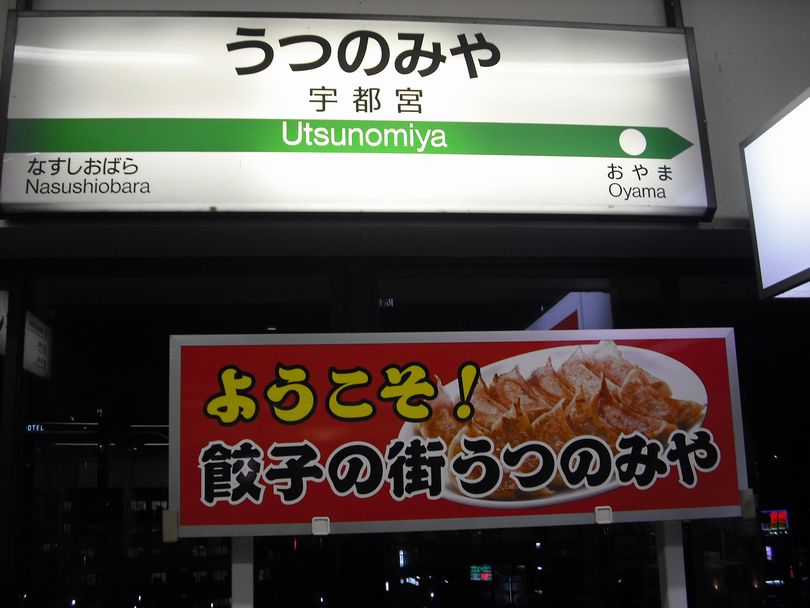 うつのみや
宇都宮
Utsunomiya
なすしおばら
Nasushiobara
おやま
Oyama
ようこそ！
餃子の街うつのみや
OTEL